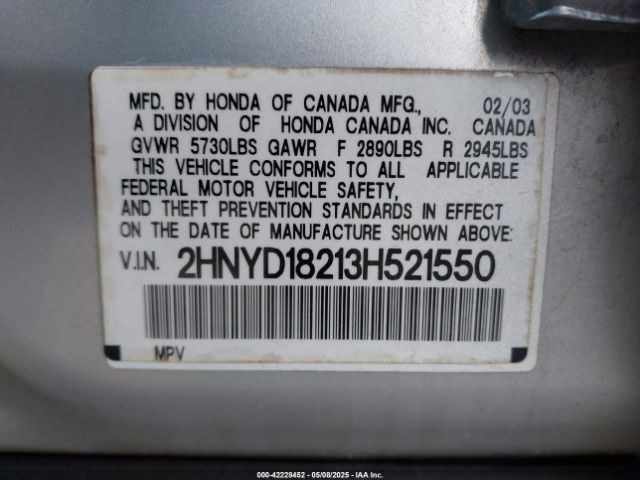 MFD. BY HONDA OF CANADA MFG., 02/03
A DIVISION OF HONDA CANADA INC. CANADA
GVWR 5730LBS GAWR F 2890LBS R 2945LBS
THIS VEHICLE CONFORMS TO ALL APPLICABLE
FEDERAL MOTOR VEHICLE SAFETY,
AND THEFT PREVENTION STANDARDS IN EFFECT
ON THE DATE OF MANUFACTURE SHOWN ABOVE:
V.I.N. 2HNYD18213H521550
MPV
000-42228452 - 05/08/2025 - IAAI.COM